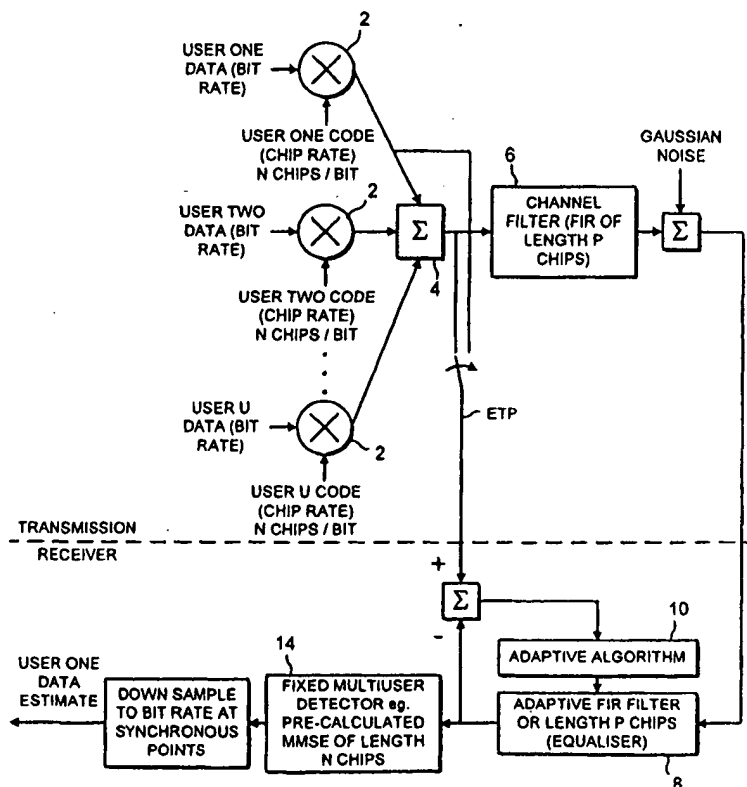 2
USER ONE
DATA (BIT
RATE)
USER ONE CODE
(CHIP RATE)
N CHIPS / BIT
GAUSSIAN
NOISE
6
CHANNEL
FILTER (FIR OF
LENGTH P
CHIPS)
Σ
2
USER TWO
DATA (BIT
RATE)
Σ
4
USER TWO CODE
(CHIP RATE)
N CHIPS / BIT
ETP
USER U
DATA (BIT
RATE)
2
USER U CODE
(CHIP RATE)
N CHIPS / BIT
TRANSMISSION
RECEIVER
+
Σ
-
10
ADAPTIVE ALGORITHM
14
USER ONE
DATA
ESTIMATE
DOWN SAMPLE
TO BIT RATE AT
SYNCHRONOUS
POINTS
FIXED MULTIUSER
DETECTOR eg.
PRE-CALCULATED
MMSE OF LENGTH
N CHIPS
ADAPTIVE FIR FILTER
OR LENGTH P CHIPS
(EQUALISER)
8